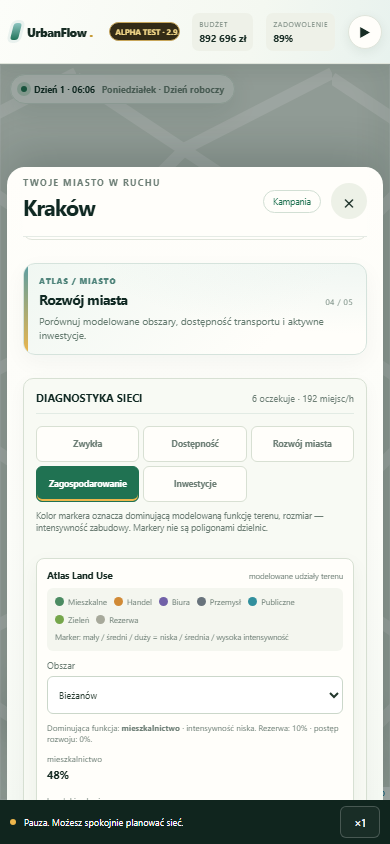 UrbanFlow.
ALPHA TEST · 2.9
BUDŻET
892 696 zł
ZADOWOLENIE
89%
Dzień 1 · 06:06 Poniedziałek · Dzień roboczy
TWOJE MIASTO W RUCHU
Kraków
Kampania
×
ATLAS / MIASTO
Rozwój miasta
04 / 05
Porównuj modelowane obszary, dostępność transportu i aktywne
inwestycje.
DIAGNOSTYKA SIECI
6 oczekuje · 192 miejsc/h
Zwykła
Dostępność
Rozwój miasta
Zagospodarowanie
Inwestycje
Kolor markera oznacza dominującą modelowaną funkcję terenu, rozmiar —
intensywność zabudowy. Markery nie są poligonami dzielnic.
Atlas Land Use
modelowane udziały terenu
Mieszkalne Handel Biura Przemysł Publiczne
Zieleń Rezerwa
Marker: mały / średni / duży = niska / średnia / wysoka intensywność
Obszar
Bieżanów
Dominująca funkcja: mieszkalnictwo · intensywność niska. Rezerwa: 10% · postęp
rozwoju: 0%.
mieszkalnictwo
48%
Pauza. Możesz spokojnie planować sieć.
×1